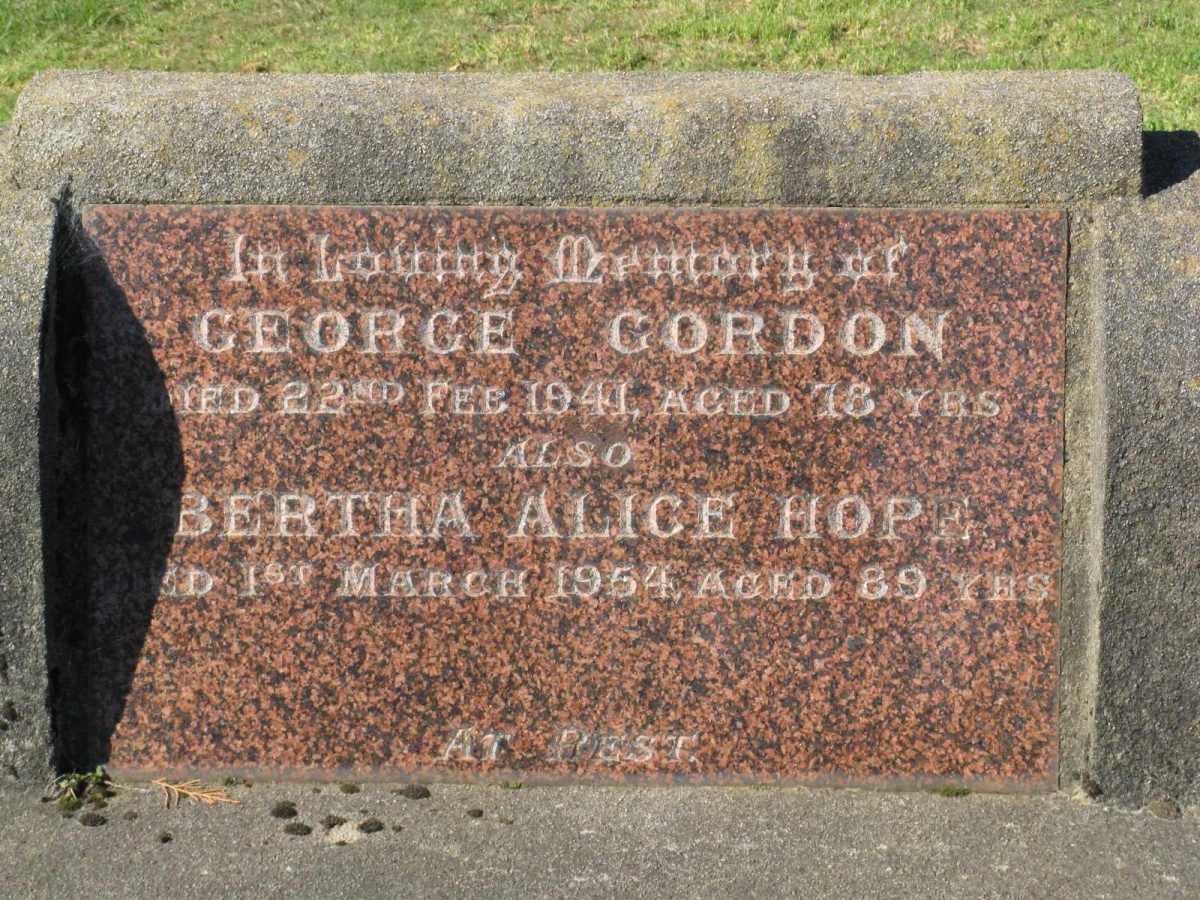 In Loving Memory of
GEORGE GORDON
DIED 22ND FEB 1941, AGED 78 YRS
ALSO
BERTHA ALICE HOPE
DIED 1ST MARCH 1954, AGED 89 YRS
AT REST.